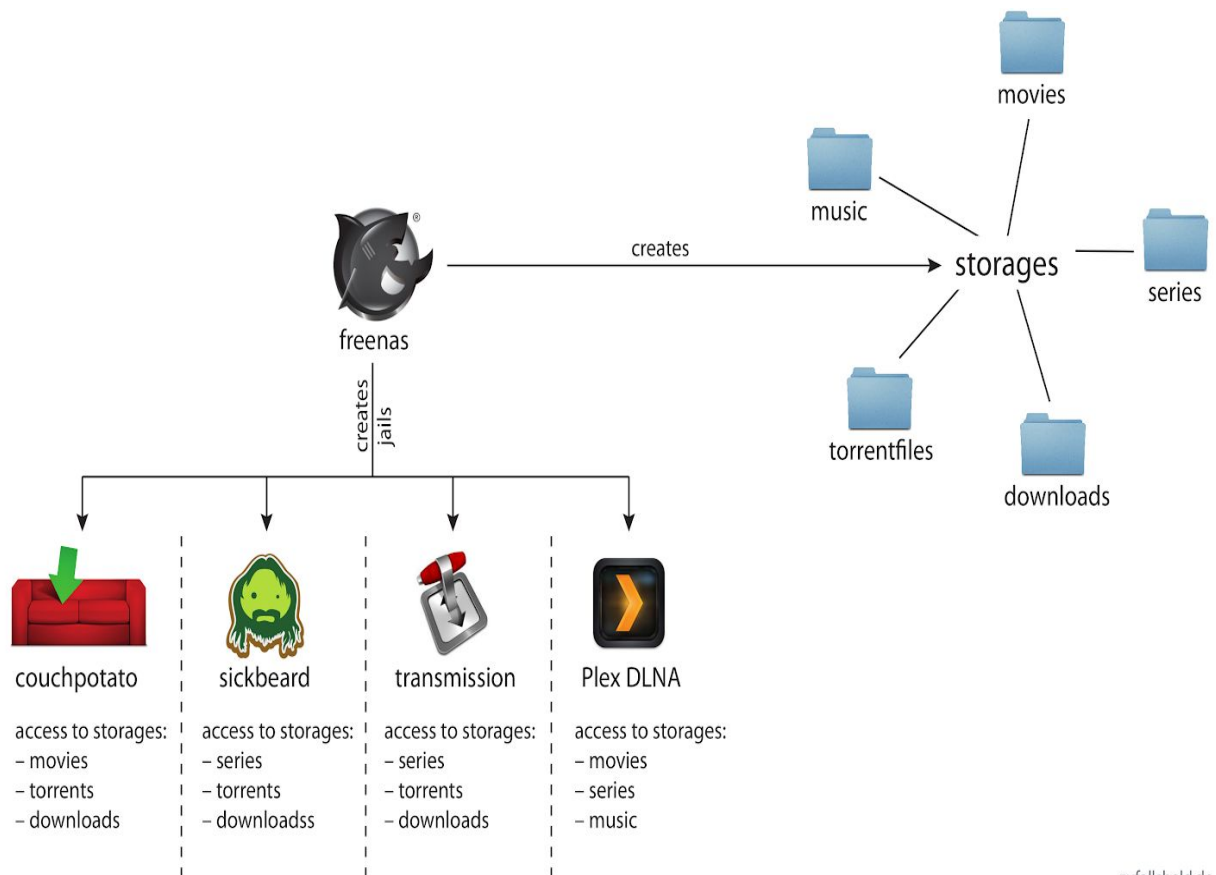 movies
music
creates
storages
series
®
freenas
creates
jails
torrentfiles
downloads
couchpotato
sickbeard
transmission
Plex DLNA
access to storages:
– movies
– torrents
– downloads
access to storages:
– series
– torrents
– downloadss
access to storages:
– series
– torrents
– downloads
access to storages:
– movies
– series
– music